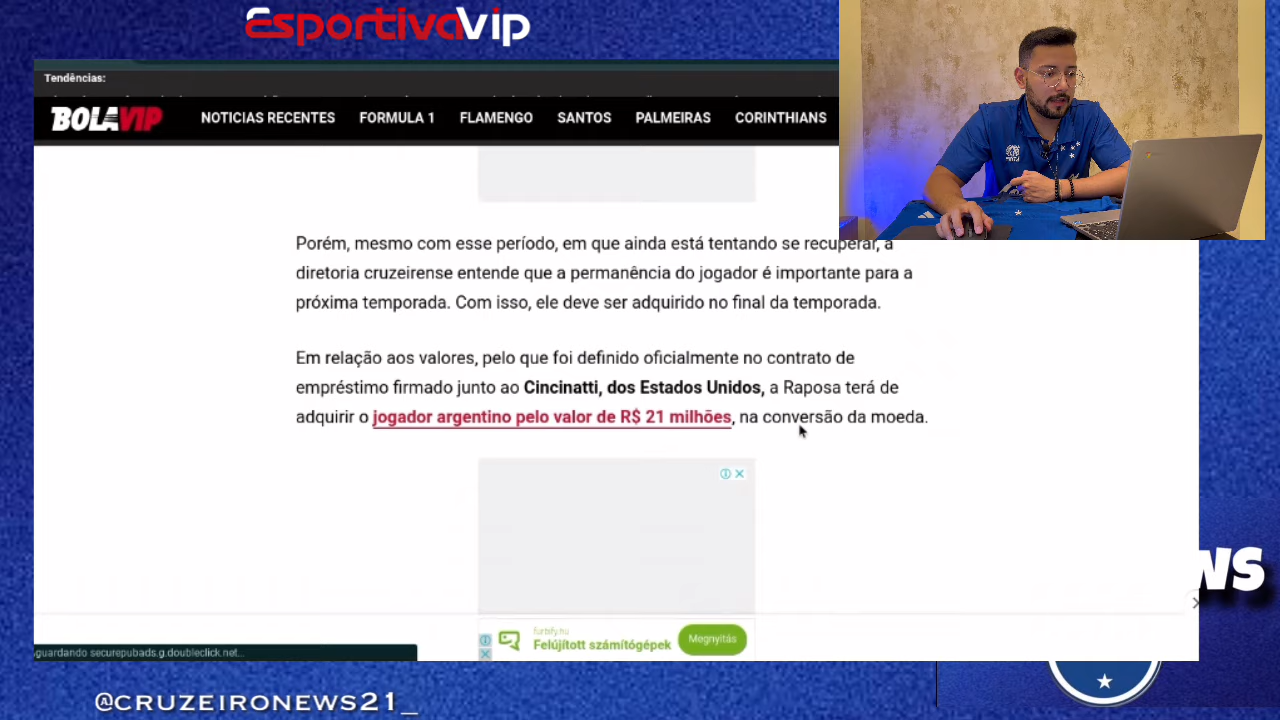 EsportivaVip
Tendências:
BOLAVIP NOTICIAS RECENTES FORMULA 1 FLAMENGO SANTOS PALMEIRAS CORINTHIANS
Porém, mesmo com esse período, em que ainda está tentando se recuperar, a
diretoria cruzeirense entende que a permanência do jogador é importante para a
próxima temporada. Com isso, ele deve ser adquirido no final da temporada.
Em relação aos valores, pelo que foi definido oficialmente no contrato de
empréstimo firmado junto ao Cincinatti, dos Estados Unidos, a Raposa terá de
adquirir o jogador argentino pelo valor de R$ 21 milhões, na conversão da moeda.
furbify.hu
Felújított számítógépek
Megnyitás
guardando securepubads.g.doubleclick.net...
WS
@CRUZEIRONEWS21_